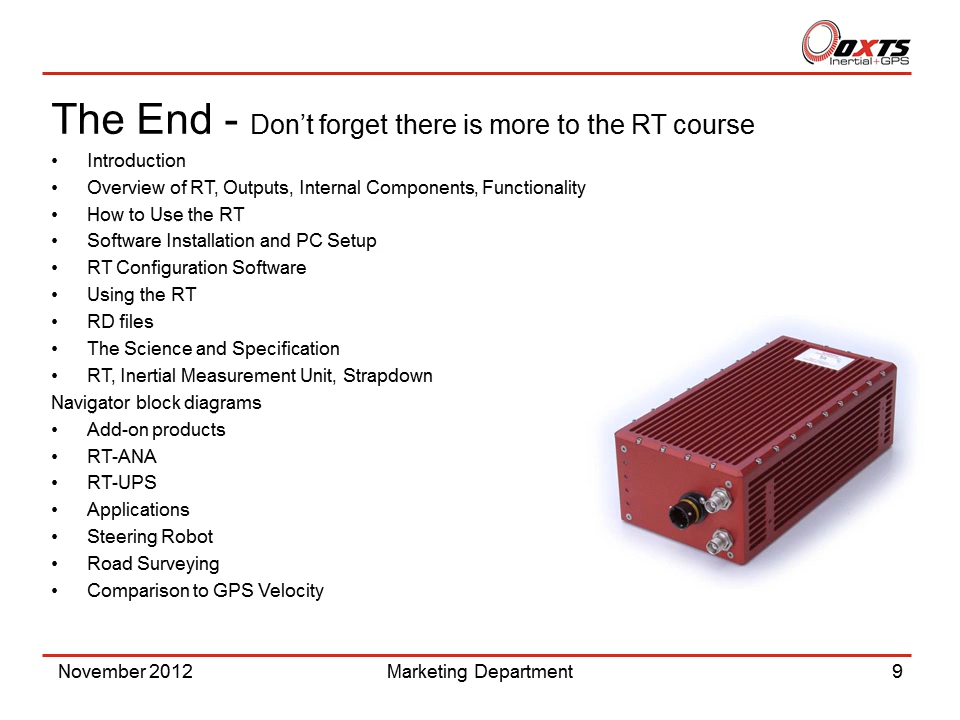 OXTS
Inertial+GPS
The End - Don’t forget there is more to the RT course
• Introduction
• Overview of RT, Outputs, Internal Components, Functionality
• How to Use the RT
• Software Installation and PC Setup
• RT Configuration Software
• Using the RT
• RD files
• The Science and Specification
• RT, Inertial Measurement Unit, Strapdown
Navigator block diagrams
• Add-on products
• RT-ANA
• RT-UPS
• Applications
• Steering Robot
• Road Surveying
• Comparison to GPS Velocity
November 2012 Marketing Department 9